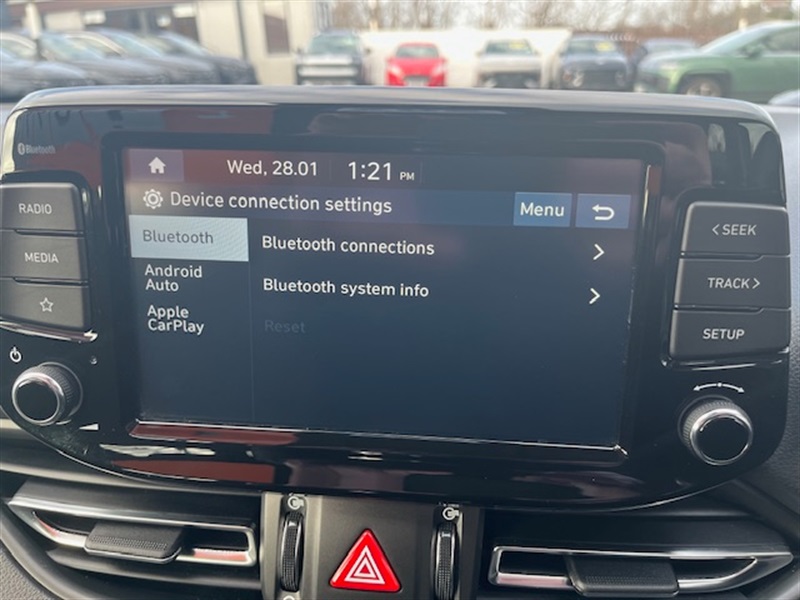 Bluetooth
Wed, 28.01 1:21 PM
Device connection settings Menu
RADIO
MEDIA
Bluetooth
Android
Auto
Apple
CarPlay
Bluetooth connections
Bluetooth system info
Reset
< SEEK
TRACK >
SETUP